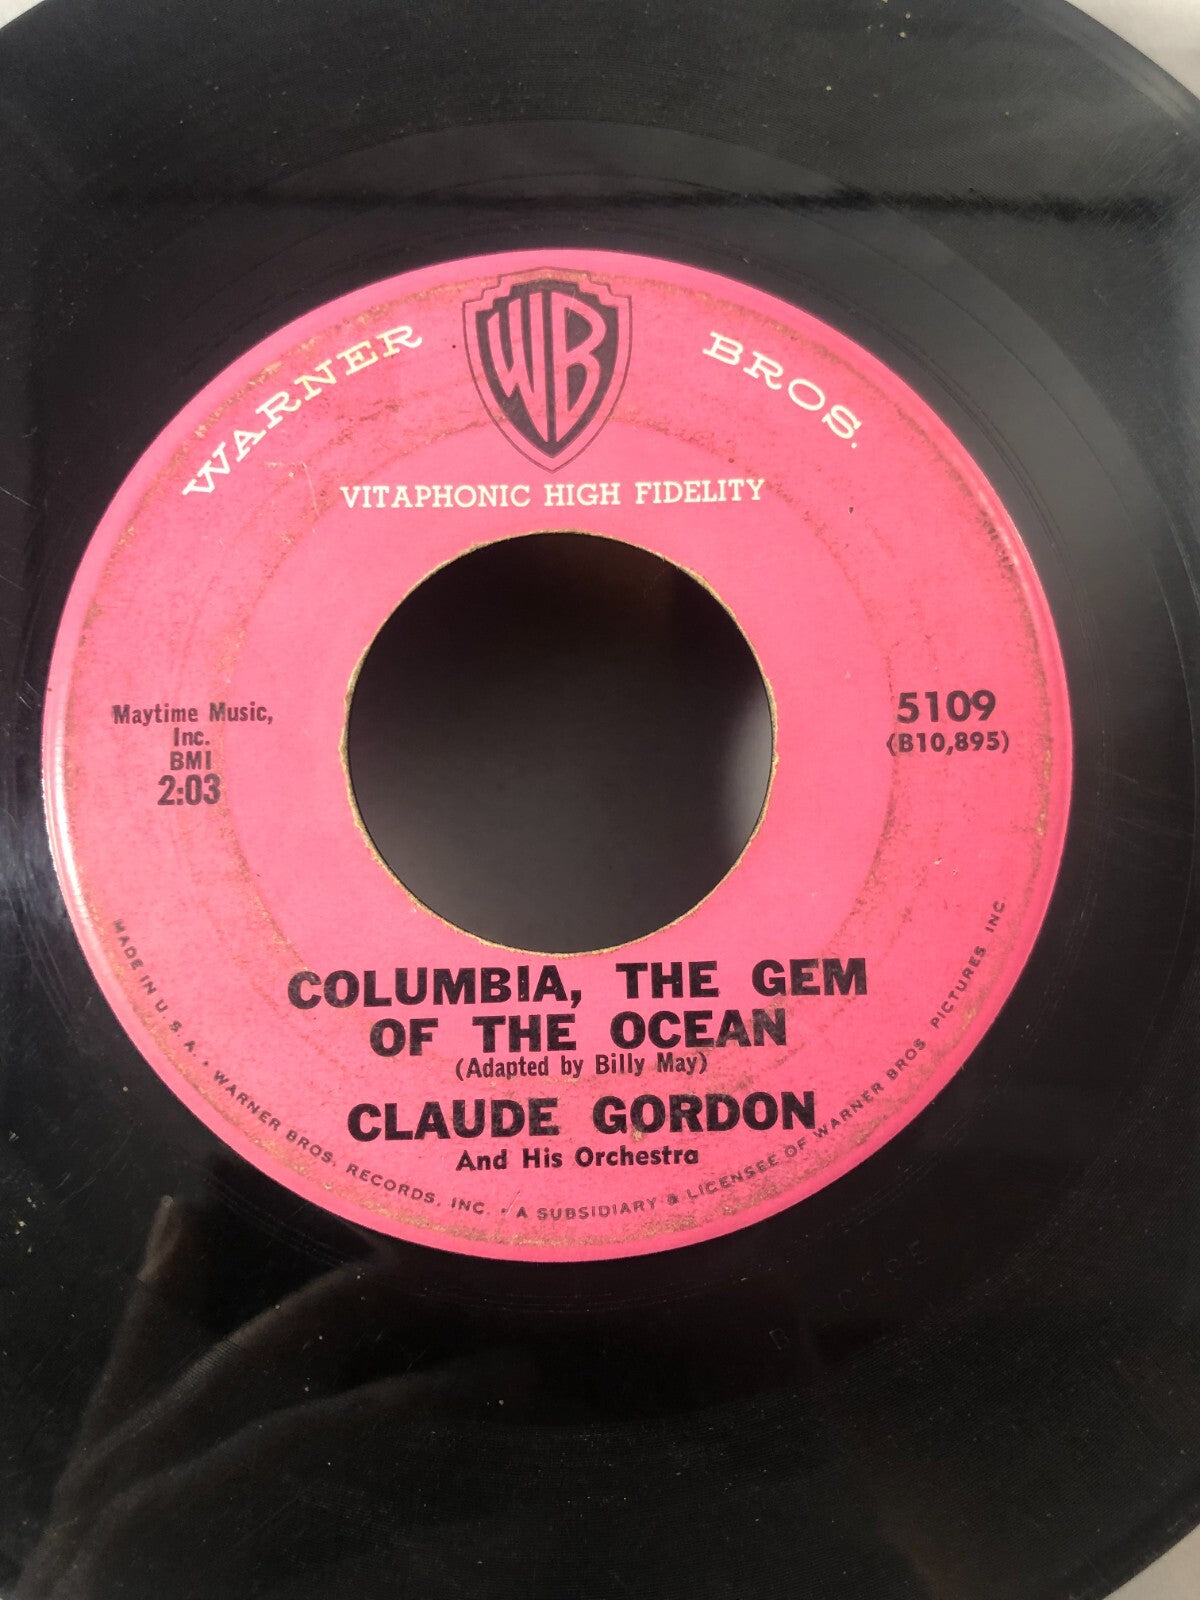 WARNER BROS.
WB
VITAPHONIC HIGH FIDELITY
Maytime Music,
Inc.
BMI
2:03
5109
(B10,895)
COLUMBIA, THE GEM
OF THE OCEAN
(Adapted by Billy May)
CLAUDE GORDON
And His Orchestra
MADE IN U.S.A. • WARNER BROS. RECORDS, INC. • A SUBSIDIARY & LICENSEE OF WARNER BROS PICTURES INC